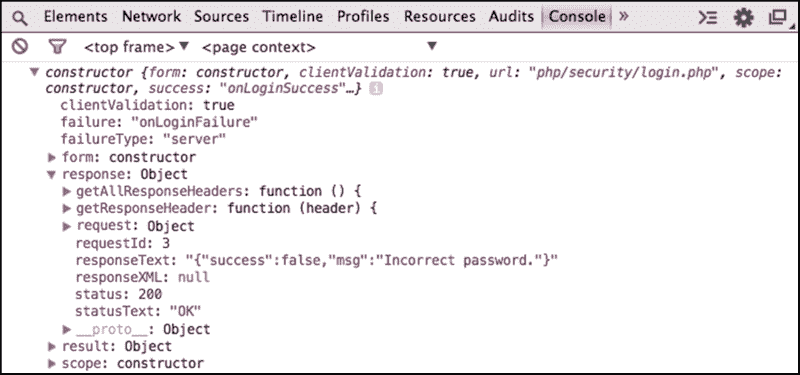 Elements Network Sources Timeline Profiles Resources Audits Console »
<top frame> <page context>
constructor {form: constructor, clientValidation: true, url: "php/security/login.php", scope:
constructor, success: "onLoginSuccess"…}
clientValidation: true
failure: "onLoginFailure"
failureType: "server"
form: constructor
response: Object
getAllResponseHeaders: function () {
getResponseHeader: function (header) {
request: Object
requestId: 3
responseText: "{"success":false,"msg":"Incorrect password."}"
responseXML: null
status: 200
statusText: "OK"
__proto__: Object
result: Object
scope: constructor